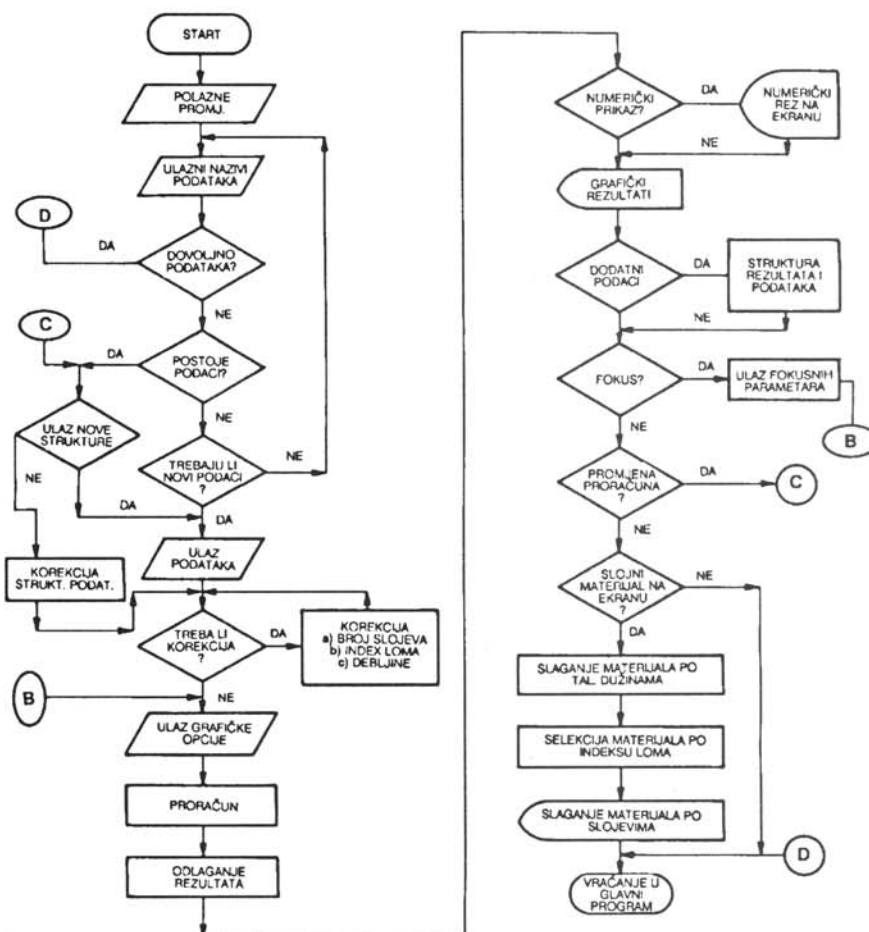 START
POLAZNE
PROMJ.
ULAZNI NAZIVI
PODATAKA
D
DA
DOVOLJNO
PODATAKA?
NE
C
DA
POSTOJE
PODACI?
NE
ULAZ NOVE
STRUKTURE
NE
DA
TREBAJU LI
NOVI PODACI
?
NE
DA
ULAZ
PODATAKA
KOREKCIJA
STRUKT. PODAT.
TREBA LI
KOREKCIJA
?
DA
KOREKCIJA
a) BROJ SLOJEVA
b) INDEX LOMA
c) DEBLJINE
B
NE
ULAZ GRAFIČKE
OPCIJE
PRORAČUN
ODLAGANJE
REZULTATA
NUMERIČKI
PRIKAZ?
DA
NUMERIČKI
REZ NA
EKRANU
NE
GRAFIČKI
REZULTATI
DODATNI
PODACI
DA
STRUKTURA
REZULTATA I
PODATAKA
NE
FOKUS?
DA
ULAZ FOKUSNIH
PARAMETARA
B
NE
PROMJENA
PRORAČUNA
?
DA
C
NE
SLOJNI
MATERIJAL NA
EKRANU
?
NE
DA
SLAGANJE MATERIJALA PO
TAL. DUŽINAMA
SELEKCIJA MATERIJALA PO
INDEKSU LOMA
SLAGANJE MATERIJALA PO
SLOJEVIMA
D
VRAČANJE U
GLAVNI
PROGRAM